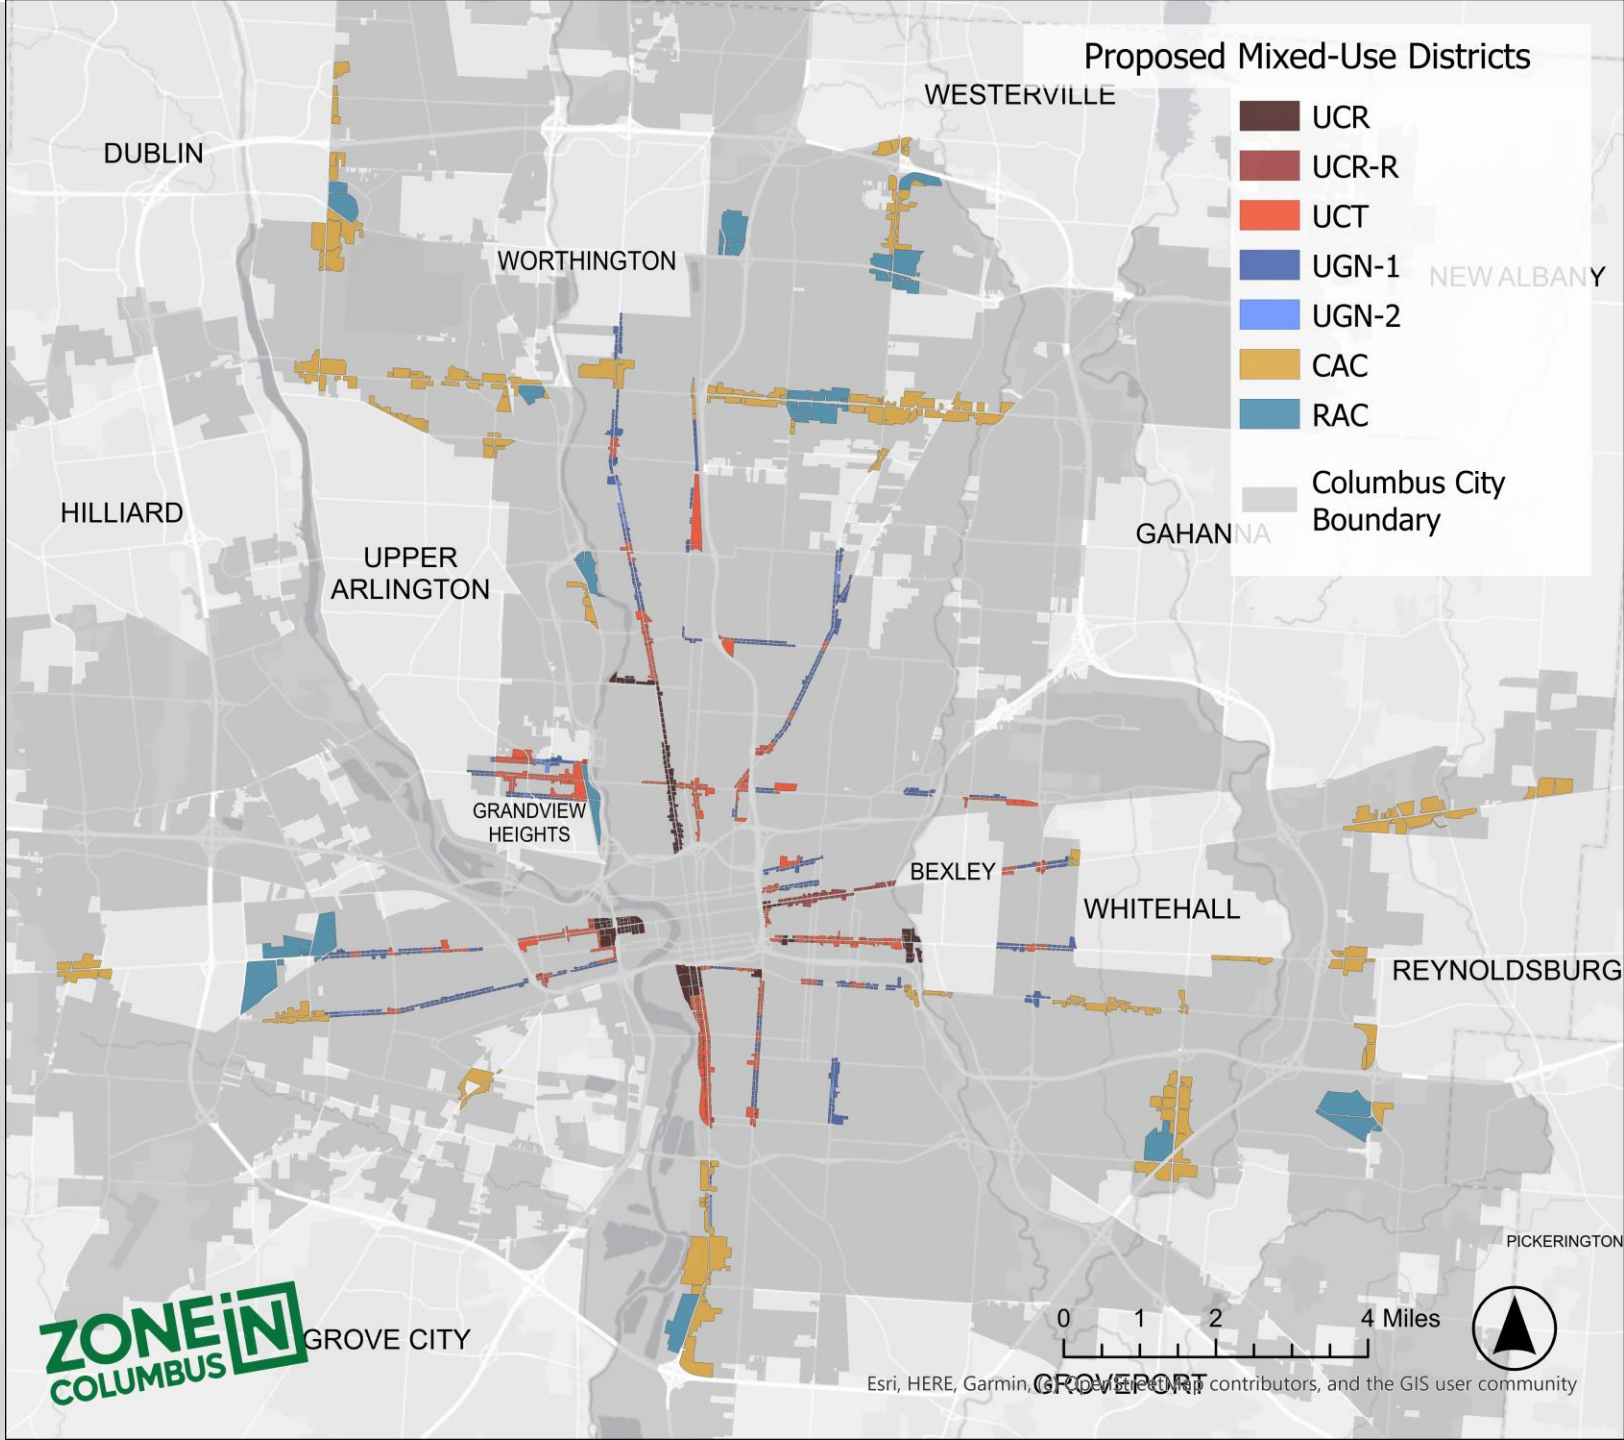 Proposed Mixed-Use Districts
WESTERVILLE
UCR
DUBLIN
UCR-R
UCT
WORTHINGTON
UGN-1
NEW ALBANY
UGN-2
CAC
RAC
HILLIARD
Columbus City
Boundary
GAHANNA
UPPER
ARLINGTON
GRANDVIEW
HEIGHTS
BEXLEY
WHITEHALL
REYNOLDSBURG
PICKERINGTON
ZONE iN
COLUMBUS
GROVE CITY
0 1 2 4 Miles
GROVEPORT
Esri, HERE, Garmin, (c) OpenStreetMap contributors, and the GIS user community